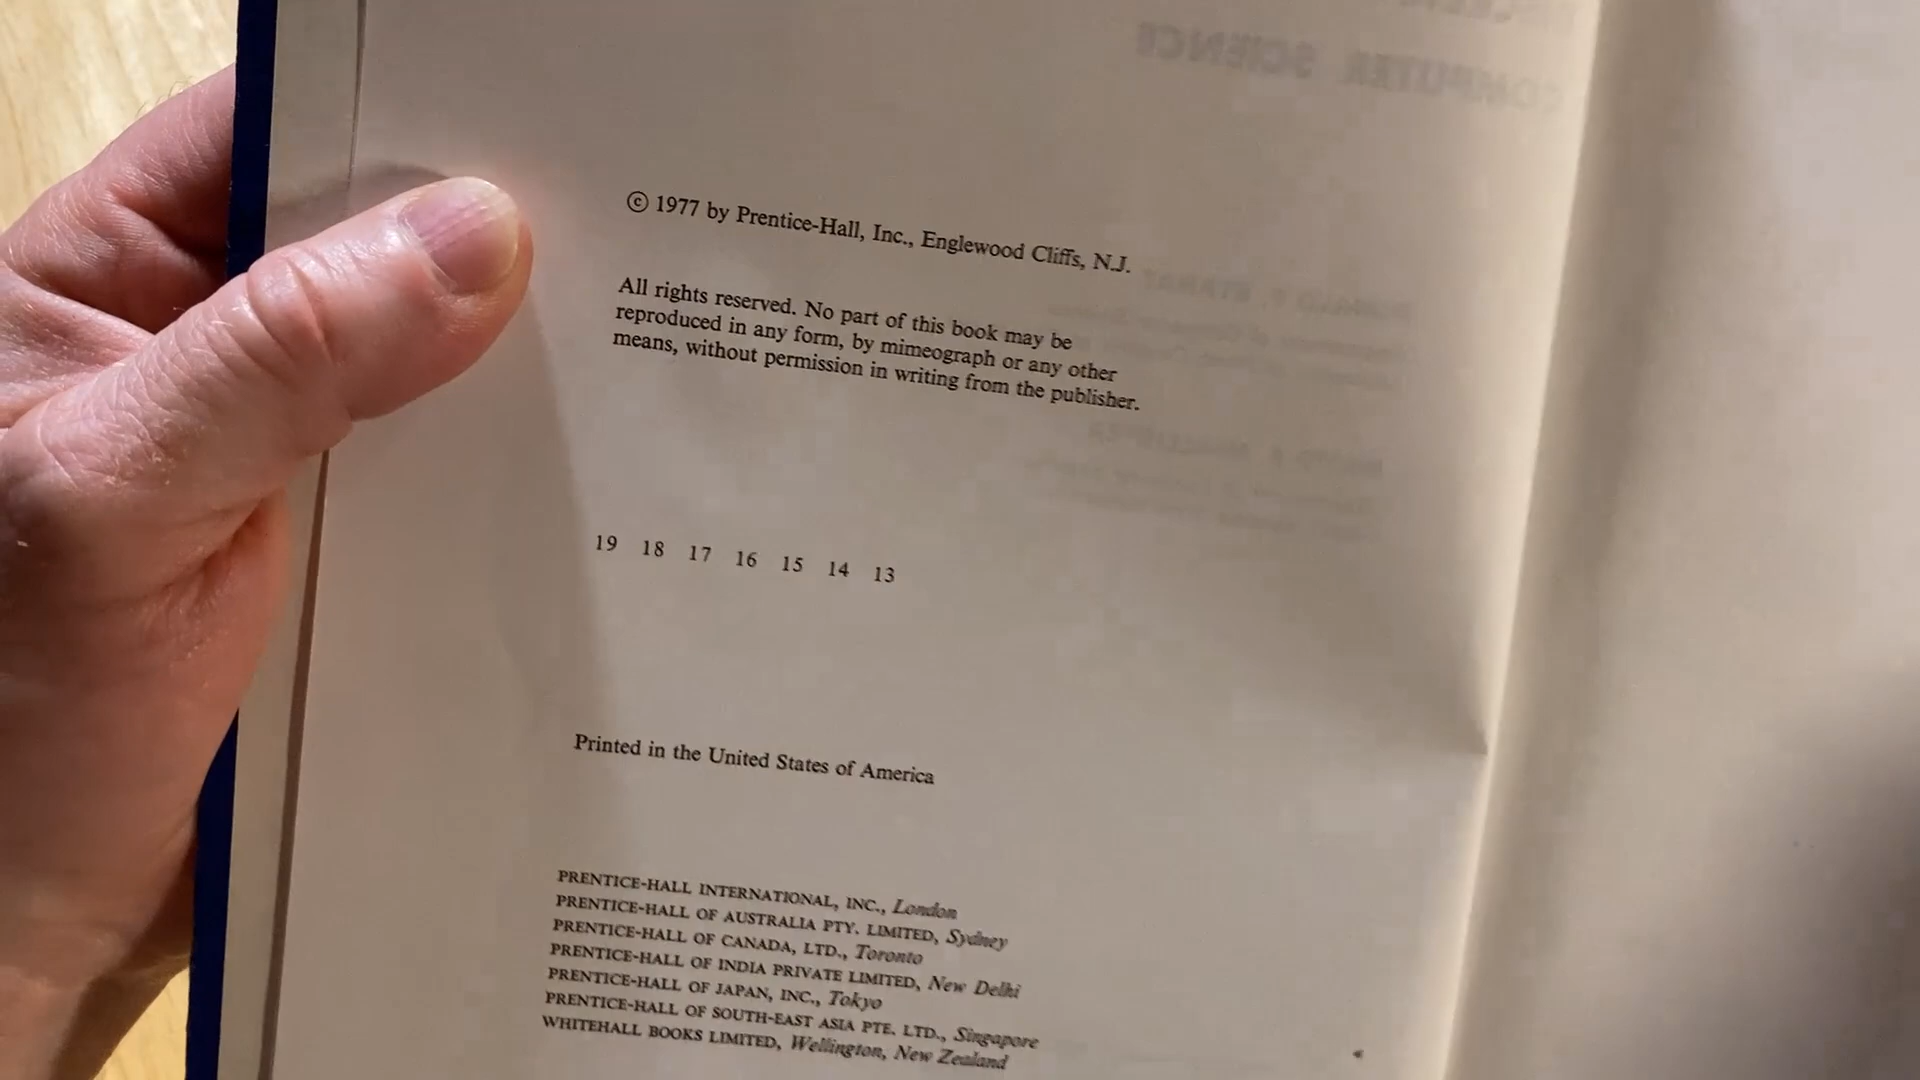 © 1977 by Prentice-Hall, Inc., Englewood Cliffs, N.J.
All rights reserved. No part of this book may be
reproduced in any form, by mimeograph or any other
means, without permission in writing from the publisher.
19 18 17 16 15 14 13
Printed in the United States of America
PRENTICE-HALL INTERNATIONAL, INC., London
PRENTICE-HALL OF AUSTRALIA PTY. LIMITED, Sydney
PRENTICE-HALL OF CANADA, LTD., Toronto
PRENTICE-HALL OF INDIA PRIVATE LIMITED, New Delhi
PRENTICE-HALL OF JAPAN, INC., Tokyo
PRENTICE-HALL OF SOUTH-EAST ASIA PTE. LTD., Singapore
WHITEHALL BOOKS LIMITED, Wellington, New Zealand